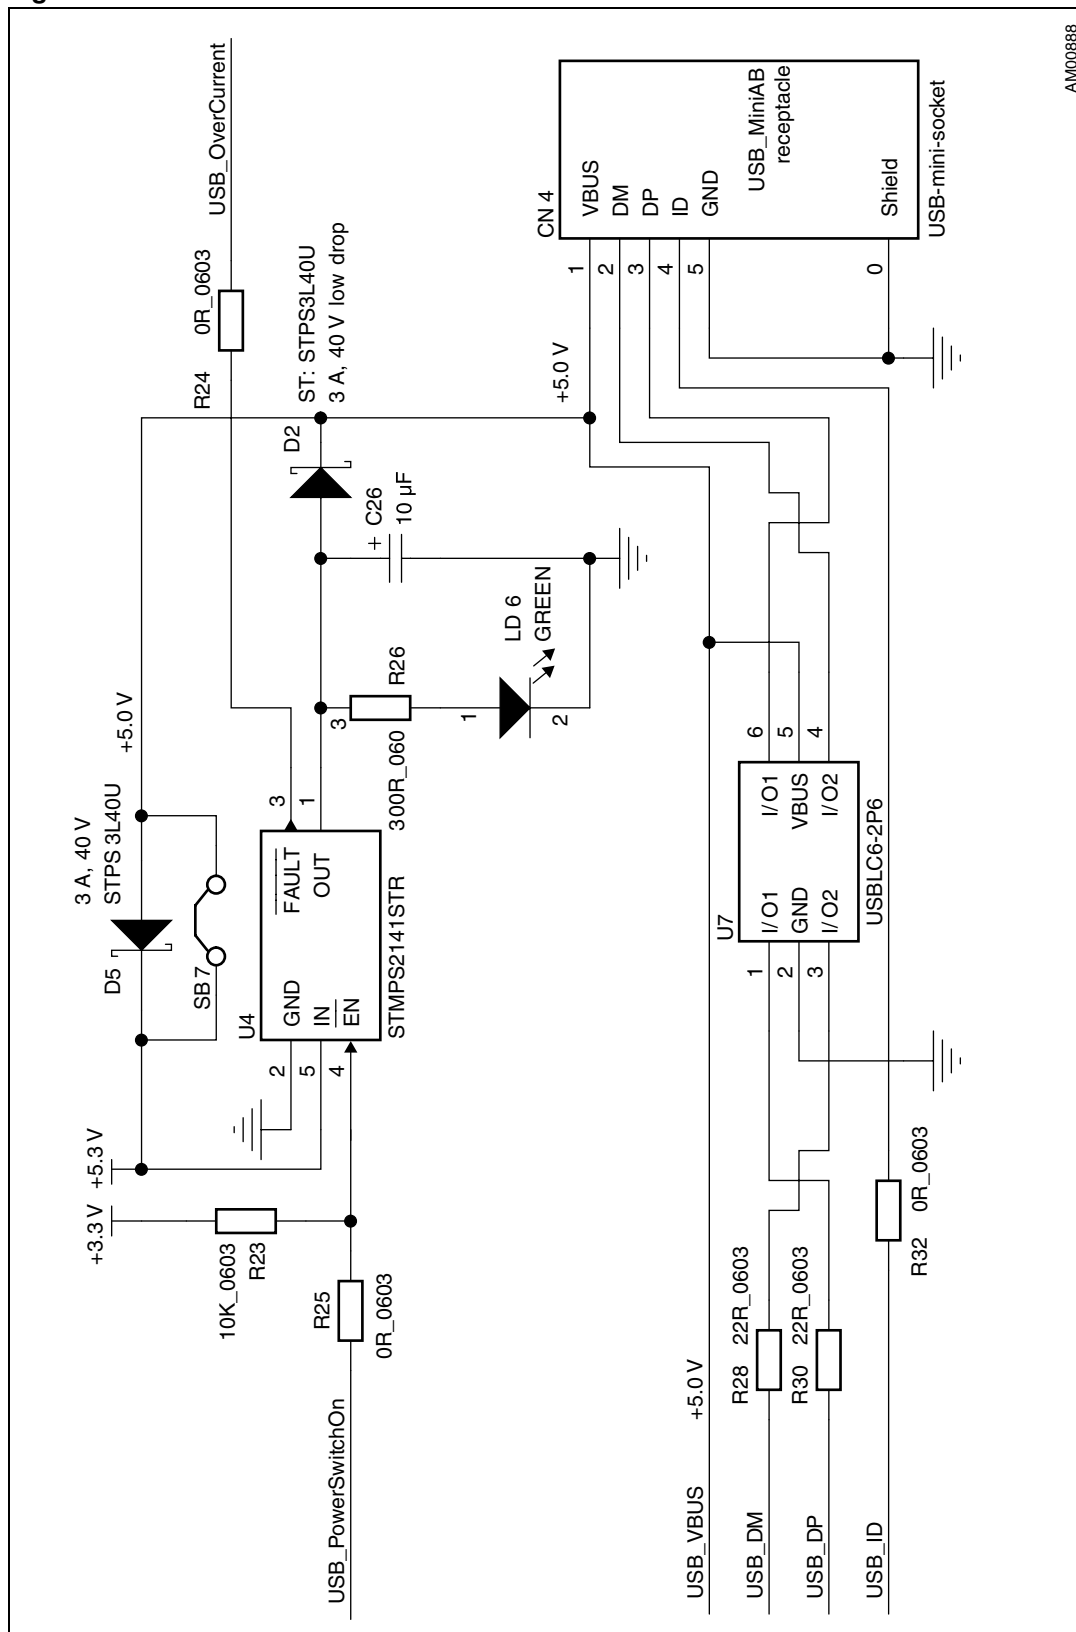 AM00888
USB_OverCurrent
R24
0R_0603
ST: STPS3L40U
3 A, 40 V low drop
D2
+5.0 V
3 A, 40 V
STPS 3L40U
D5
SB 7
+5.3 V
+3.3 V
10K_0603
R23
U4
2
GND
5
IN
4
EN
FAULT
3
OUT
1
STMPS2141STR
R25
0R_0603
USB_PowerSwitchOn
3
R26
300R_060
+
C26
10 µF
1
LD 6
GREEN
2
+5.0 V
CN 4
1
VBUS
2
DM
3
DP
4
ID
5
GND
USB_MiniAB
receptacle
0
Shield
USB-mini-socket
U7
1
I/O1
2
GND
3
I/O2
I/O1
6
VBUS
5
I/O2
4
USBLC6-2P6
USB_VBUS
+5.0 V
USB_DM
R28
22R_0603
USB_DP
R30
22R_0603
USB_ID
R32
0R_0603